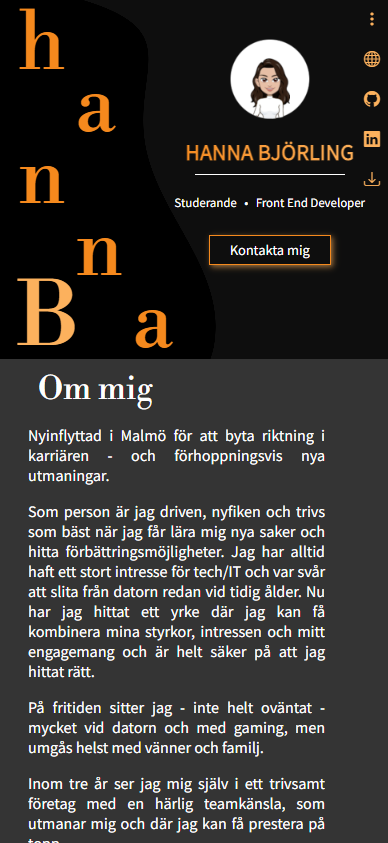 h
a
n
n
B
a
HANNA BJÖRLING
Studerande • Front End Developer
Kontakta mig
Om mig
Nyinflyttad i Malmö för att byta riktning i
karriären - och förhoppningsvis nya
utmaningar.
Som person är jag driven, nyfiken och trivs
som bäst när jag får lära mig nya saker och
hitta förbättringsmöjligheter. Jag har alltid
haft ett stort intresse för tech/IT och var svår
att slita från datorn redan vid tidig ålder. Nu
har jag hittat ett yrke där jag kan få
kombinera mina styrkor, intressen och mitt
engagemang och är helt säker på att jag
hittat rätt.
På fritiden sitter jag - inte helt oväntat -
mycket vid datorn och med gaming, men
umgås helst med vänner och familj.
Inom tre år ser jag mig själv i ett trivsamt
företag med en härlig teamkänsla, som
utmanar mig och där jag kan få prestera på